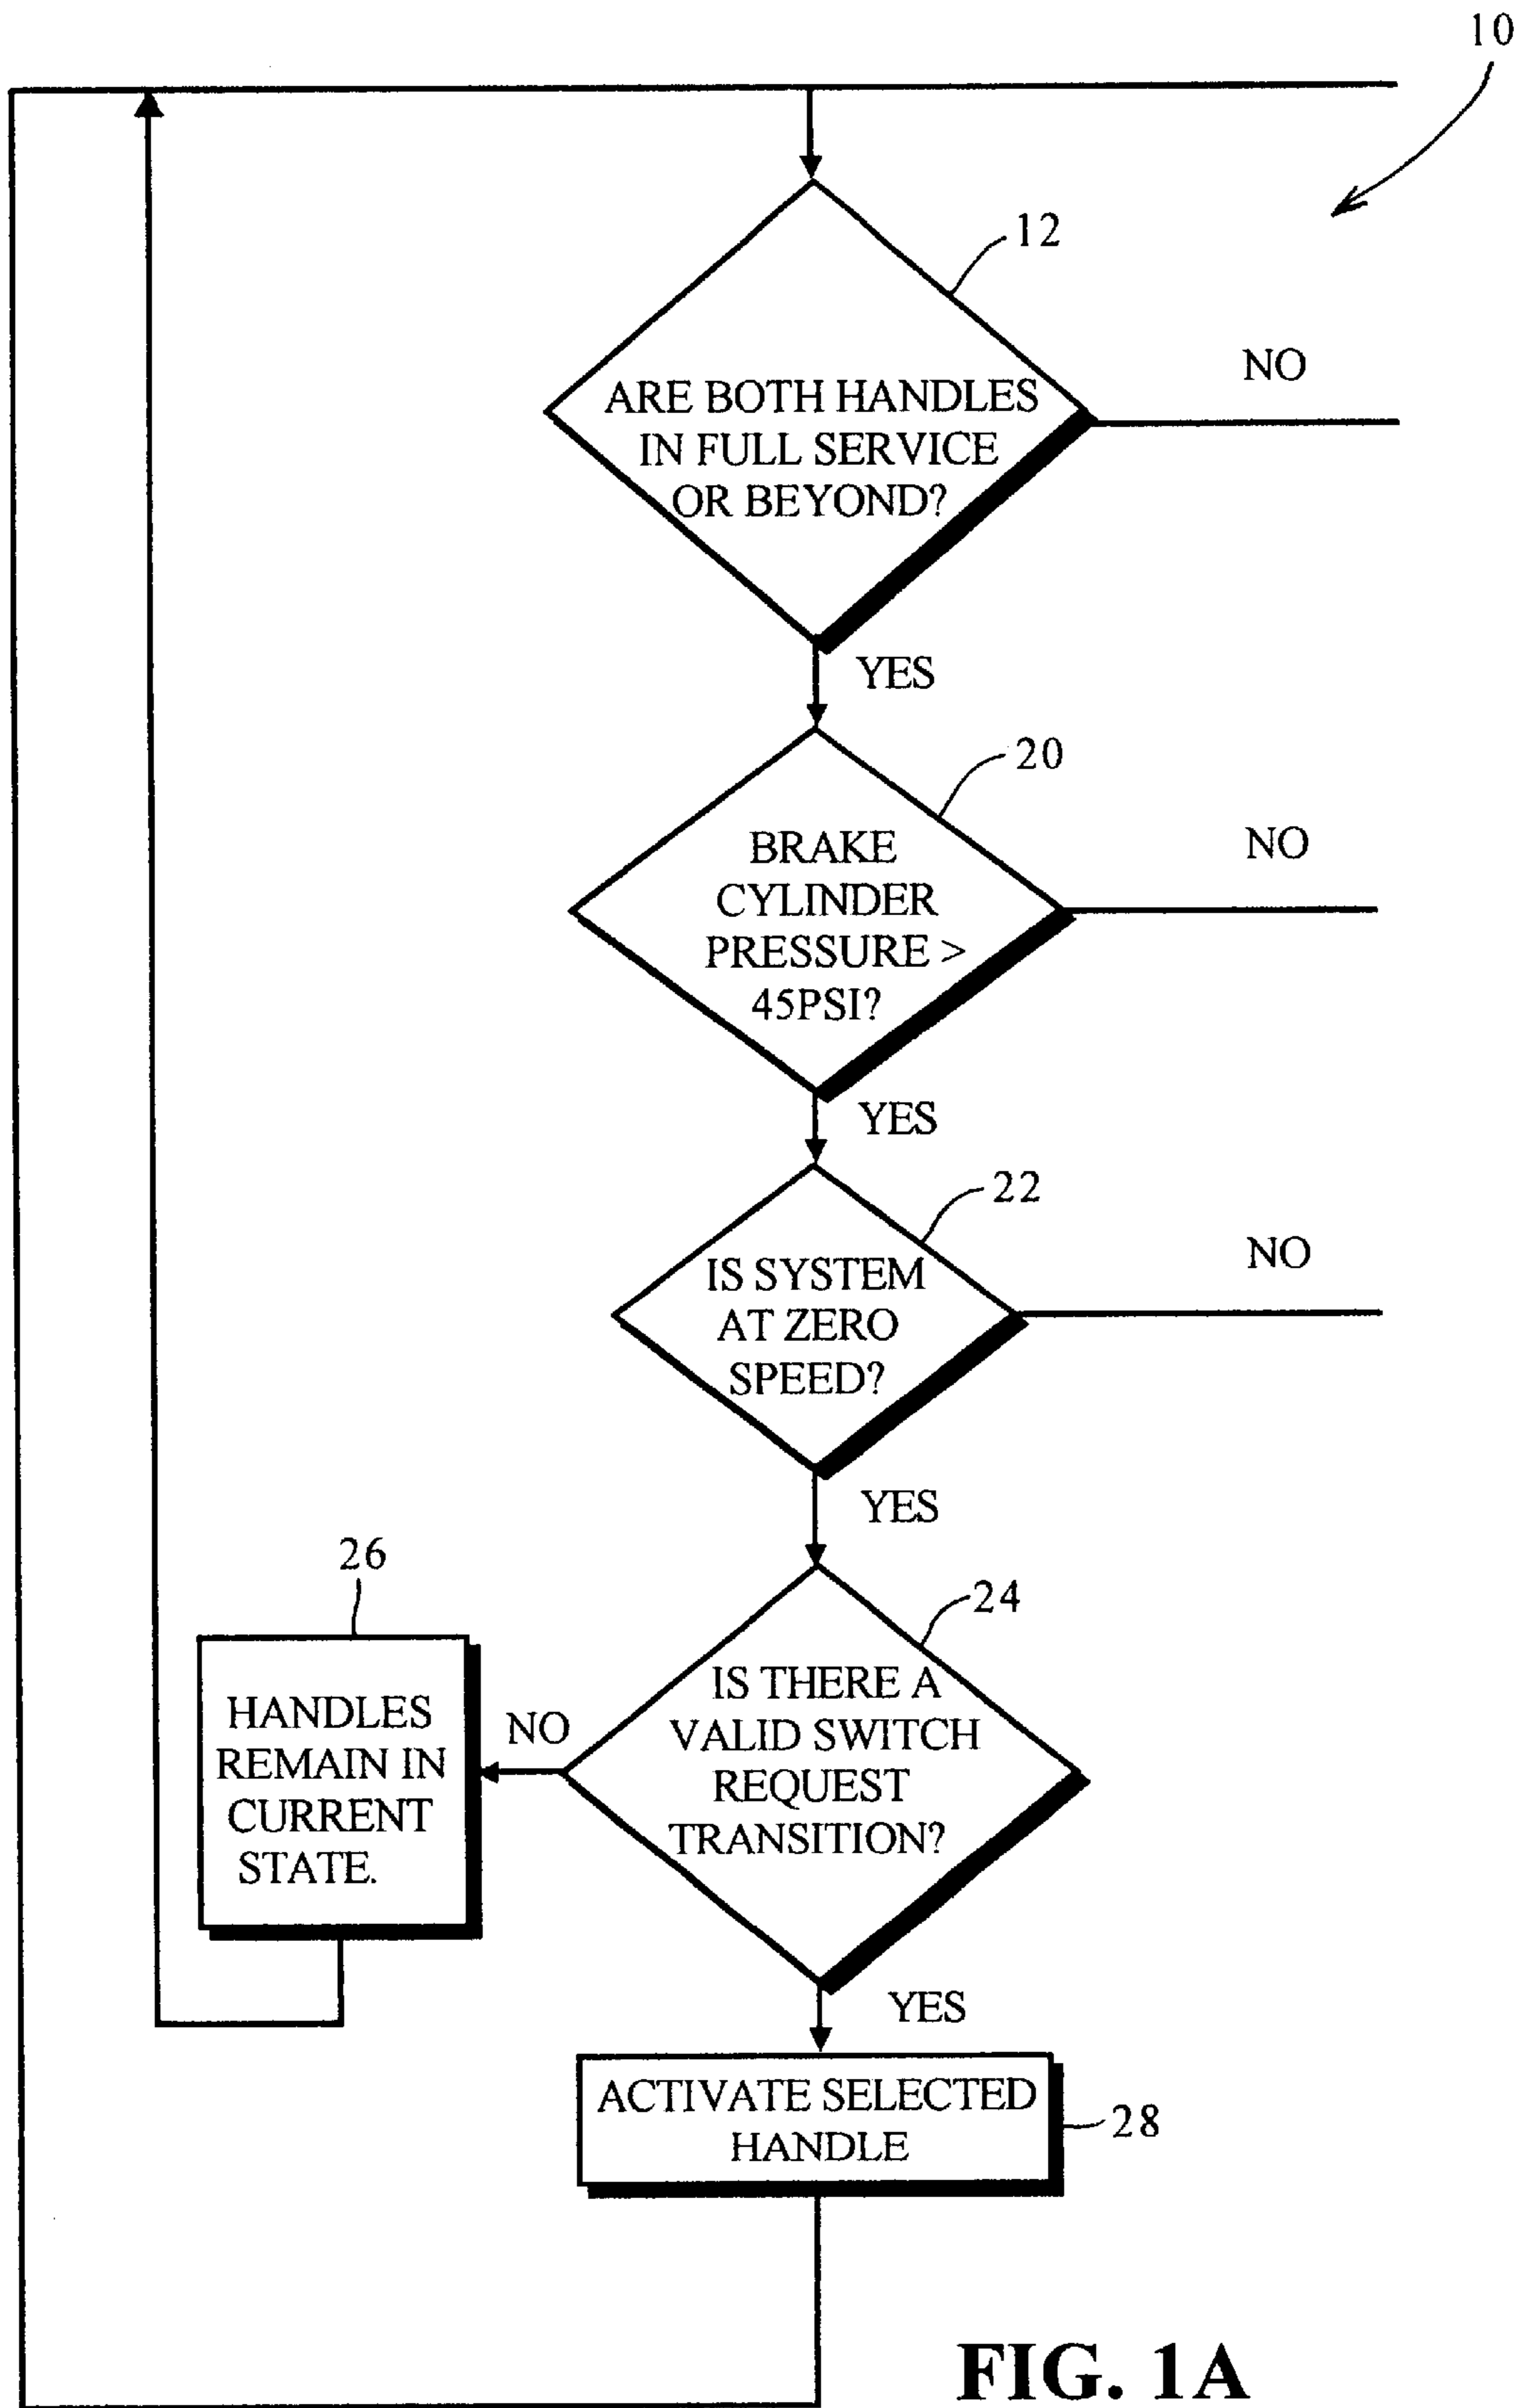 10
12
ARE BOTH HANDLES
IN FULL SERVICE
OR BEYOND?
NO
YES
20
BRAKE
CYLINDER
PRESSURE >
45PSI?
NO
YES
22
IS SYSTEM
AT ZERO
SPEED?
NO
YES
24
IS THERE A
VALID SWITCH
REQUEST
TRANSITION?
NO
26
HANDLES
REMAIN IN
CURRENT
STATE.
YES
ACTIVATE SELECTED
HANDLE
28
FIG. 1A